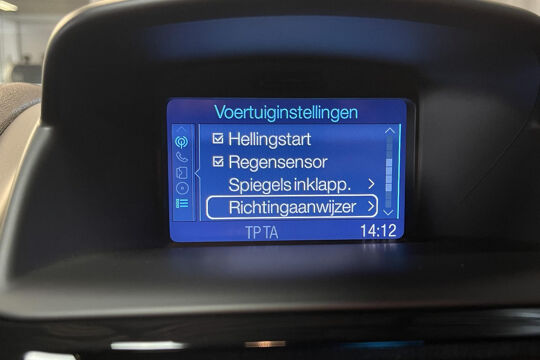 Voertuiginstellingen
Hellingstart
Regensensor
Spiegels inklapp.
Richtingaanwijzer
TP TA 14:12